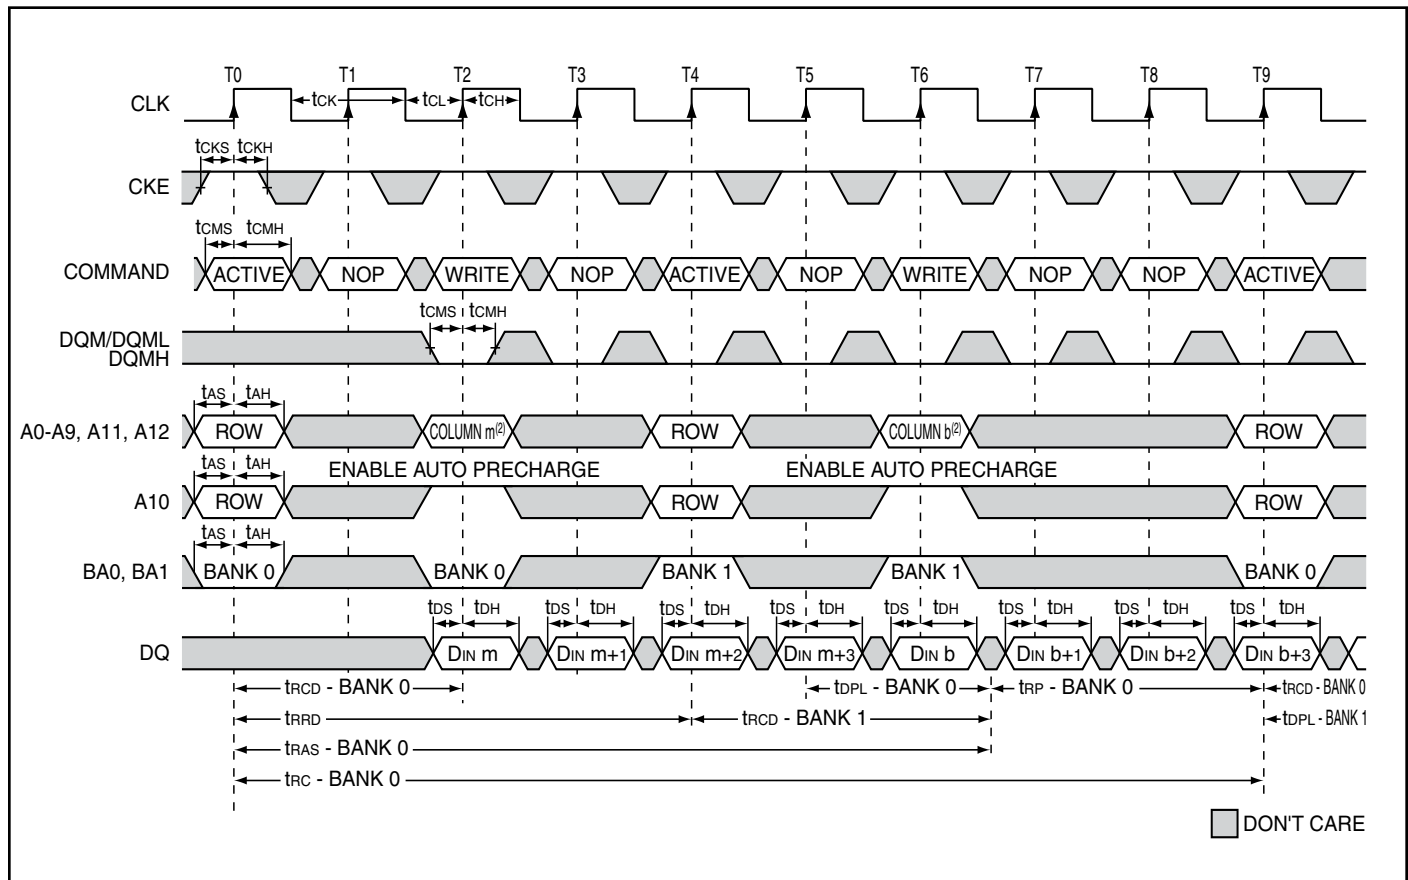 T0 T1 T2 T3 T4 T5 T6 T7 T8 T9
CLK tCK tCL tCH
tCKS tCKH
CKE
tCMS tCMH
COMMAND ACTIVE NOP WRITE NOP ACTIVE NOP WRITE NOP NOP ACTIVE
tCMS tCMH
DQM/DQML
DQMH
tAS tAH
A0-A9, A11, A12 ROW COLUMN m(2) ROW COLUMN b(2) ROW
tAS tAH ENABLE AUTO PRECHARGE ENABLE AUTO PRECHARGE
A10 ROW ROW ROW
tAS tAH
BA0, BA1 BANK 0 BANK 0 BANK 1 BANK 1 BANK 0
tDS tDH tDS tDH tDS tDH tDS tDH tDS tDH tDS tDH tDS tDH tDS tDH
DQ DIN m DIN m+1 DIN m+2 DIN m+3 DIN b DIN b+1 DIN b+2 DIN b+3
tRCD - BANK 0 tDPL - BANK 0 tRP - BANK 0 tRCD - BANK 0
tRRD tRCD - BANK 1 tDPL - BANK 1
tRAS - BANK 0
tRC - BANK 0
DON'T CARE